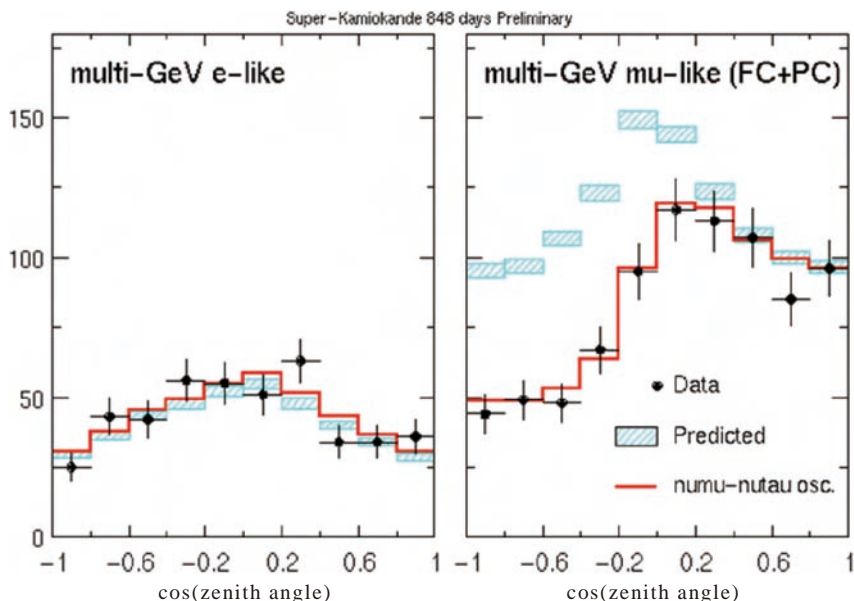 Super-Kamiokande 848 days Preliminary
multi-GeV e-like
multi-GeV mu-like (FC+PC)
150
100
50
0
Data
Predicted
numu-nutau osc.
-1 -0.6 -0.2 0.2 0.6 1
-1 -0.6 -0.2 0.2 0.6 1
cos(zenith angle)
cos(zenith angle)